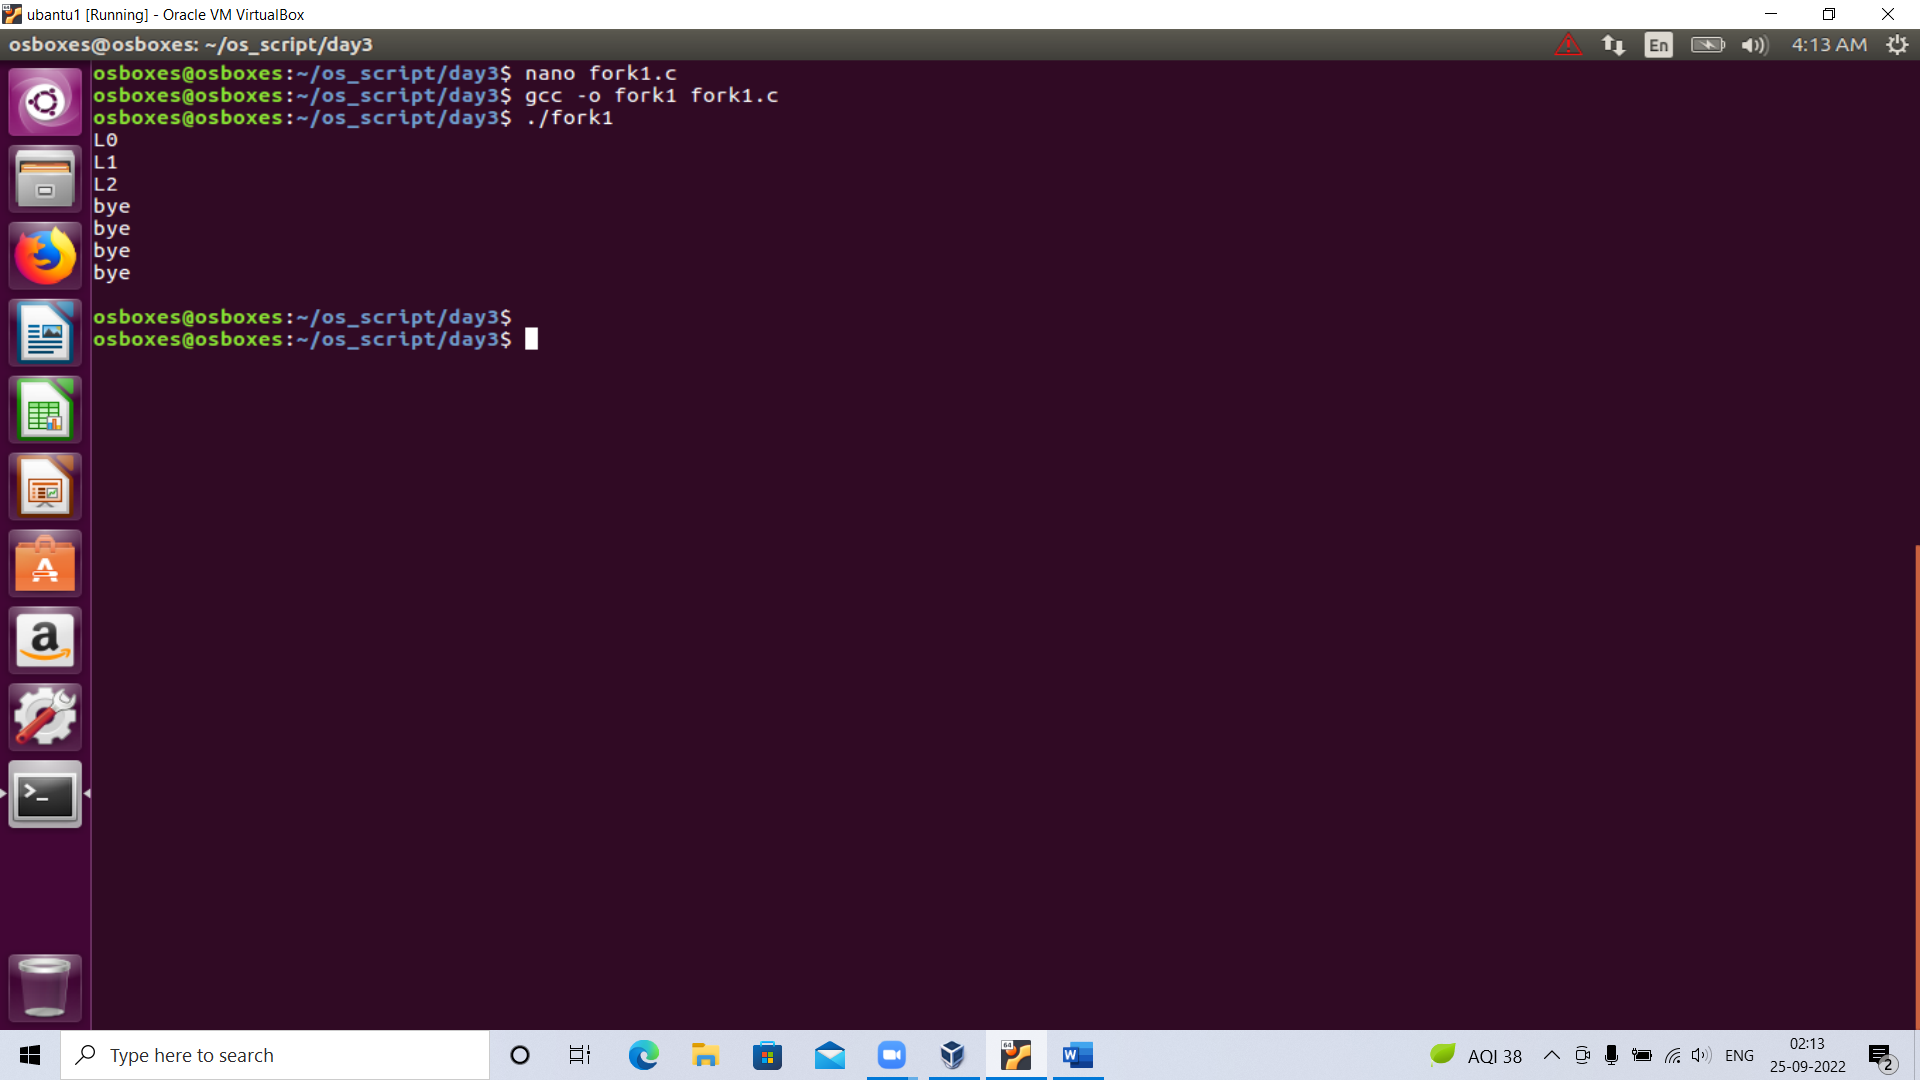 ubantu1 [Running] - Oracle VM VirtualBox
osboxes@osboxes: ~/os_script/day3
En
4:13 AM
osboxes@osboxes:~/os_script/day3$ nano fork1.c
osboxes@osboxes:~/os_script/day3$ gcc -o fork1 fork1.c
osboxes@osboxes:~/os_script/day3$ ./fork1
L0
L1
L2
bye
bye
bye
bye
osboxes@osboxes:~/os_script/day3$
osboxes@osboxes:~/os_script/day3$
Type here to search
64
AQI 38
ENG
02:13
25-09-2022
2